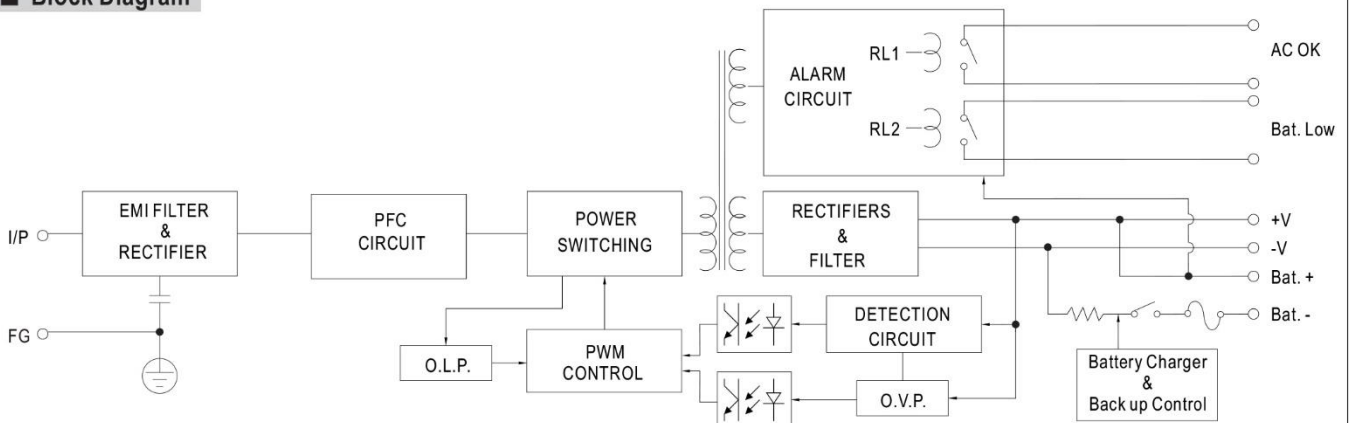 Block Diagram
I/P
FG
EMI FILTER
&
RECTIFIER
PFC
CIRCUIT
POWER
SWITCHING
O.L.P.
PWM
CONTROL
ALARM
CIRCUIT
RL1
RL2
RECTIFIERS
&
FILTER
DETECTION
CIRCUIT
O.V.P.
AC OK
Bat. Low
+V
-V
Bat. +
Bat. -
Battery Charger
&
Back up Control